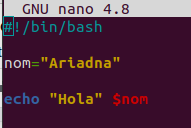 GNU nano 4.8
#!/bin/bash
nom="Ariadna"
echo "Hola" $nom